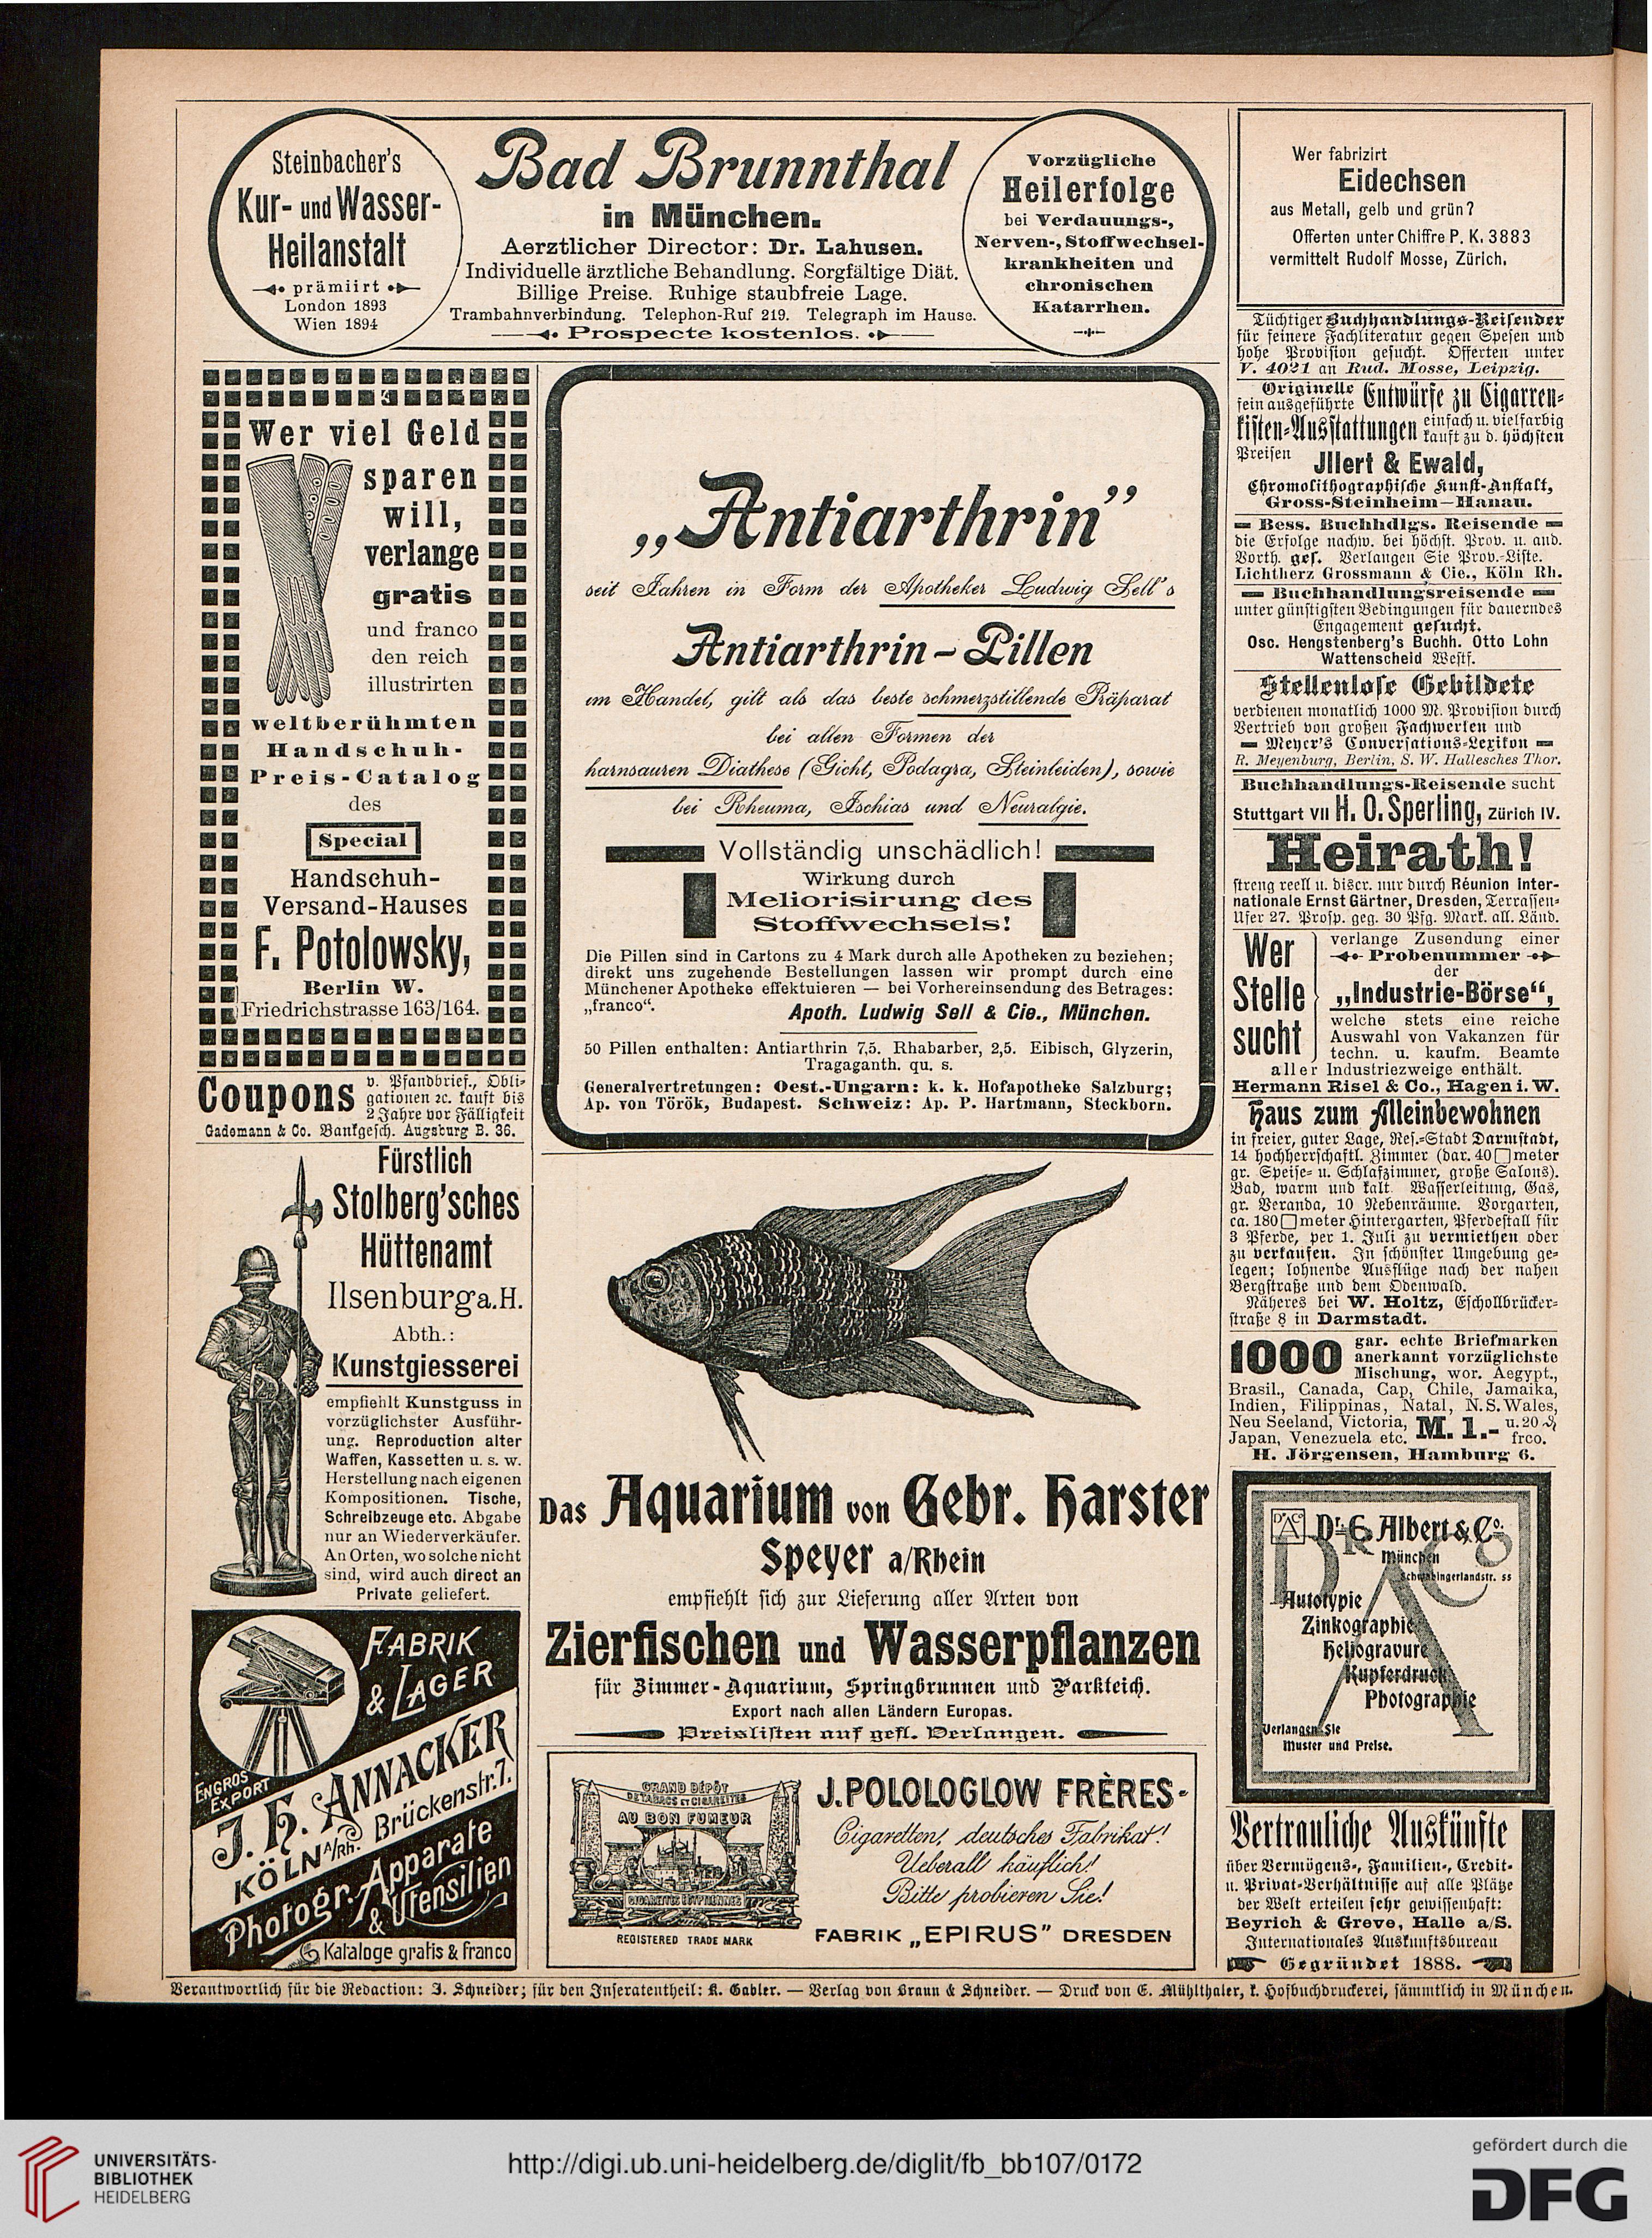 Steinbacher's
Kur- und Wasser-
Heilanstalt
prämiirt
London 1893
Wien 1894
Bad Brunnthal
in München.
Aerztlicher Director: Dr. Lahusen.
Individuelle ärztliche Behandlung. Sorgfältige Diät.
Billige Preise. Ruhige staubfreie Lage.
Trambahnverbindung. Telephon-Ruf 219. Telegraph im Hause.
Prospecte kostenlos.
Vorzügliche
Heilerfolge
bei Verdauungs-,
Nerven-, Stoffwechsel-
krankheiten und
chronischen
Katarrhen.
Wer viel Geld
sparen
will,
verlange
gratis
und franco
den reich
illustrirten
weltberühmten
Handschuh-
Preis-Catalog
des
Special
Handschuh-
Versand-Hauses
F. Potolowsky,
Berlin W.
Friedrichstrasse 163/164.
Coupons v. Pfandbrief., Obli-
gationen ꝛc. kauft bis
2 Jahre vor Fälligkeit
Gadomann & Co. Bankgesch. Augsburg B. 36.
Fürstlich
Stolberg'sches
Hüttenamt
Ilsenburg a. H.
Abth.:
Kunstgiesserei
empfiehlt Kunstguss in
vorzüglichster Ausführ-
ung. Reproduction alter
Waffen, Kassetten u. s. w.
Herstellung nach eigenen
Kompositionen. Tische,
Schreibzeuge etc. Abgabe
nur an Wiederverkäufer.
An Orten, wo solche nicht
sind, wird auch direct an
Private geliefert.
FABRIK
& LAGER
ENGROS
EXPORT
J. H. ANNACKER
KÖLN A/Rh. Brückenstr. 7.
Photogr. Apparate
& Utensilien
Kataloge gratis & franco
„Antiarthrin”
seit Jahren in Form der Apotheker Ludwig Sell's
Antiarthrin-Pillen
im Handel, gilt als das beste schmerzstillende Präparat
bei allen Formen der
harnsauren Diathese (Gicht, Podagra, Steinleiden), sowie
bei Rheuma, Ischias und Neuralgie.
Vollständig unschädlich!
Wirkung durch
Meliorisirung des
Stoffwechsels!
Die Pillen sind in Cartons zu 4 Mark durch alle Apotheken zu beziehen;
direkt uns zugehende Bestellungen lassen wir prompt durch eine
Münchener Apotheke effektuieren — bei Vorhereinsendung des Betrages:
„franco“.
Apoth. Ludwig Sell & Cie., München.
50 Pillen enthalten: Antiarthrin 7,5. Rhabarber, 2,5. Eibisch, Glyzerin,
Tragaganth. qu. s.
Generalvertretungen: Oest.-Ungarn: k. k. Hofapotheke Salzburg;
Ap. von Török, Budapest. Schweiz: Ap. P. Hartmann, Steckborn.
Das Aquarium von Gebr. Harster
Speyer a/Rhein
empfiehlt sich zur Lieferung aller Arten von
Zierfischen und Wasserpflanzen
für Zimmer-Aquarium, Springbrunnen und Parkteich.
Export nach allen Ländern Europas.
Preislisten auf gefl. Verlangen.
GRAND DÉPÔT
DE TABACS ET CIGARETTES
AU BON FUMEUR
CIGARETTES EGYPTIENNES
REGISTERED TRADE MARK
J. POLOLOGLOW FRÈRES-
Cigaretten, deutsches Fabrikat!
Ueberall käuflich!
Bitte probieren Sie!
FABRIK „EPIRUS” DRESDEN
Wer fabrizirt
Eidechsen
aus Metall, gelb und grün?
Offerten unter Chiffre P. K. 3883
vermittelt Rudolf Mosse, Zürich.
Tüchtiger Buchhandlungs-Reisender
für feinere Fachliteratur gegen Spesen und
hohe Provision gesucht. Offerten unter
V. 4021 an Rud. Mosse, Leipzig.
Originelle
fein ausgeführte Entwürfe zu Cigarren-
kisten-Ausstattungen einfach u. vielfarbig
kauft zu d. höchsten
Preisen Jllert & Ewald,
Chromolithographische Kunst-Anstalt,
Gross-Steinheim—Hanau.
Bess. Buchhdlgs. Reisende
die Erfolge nachw. bei höchst. Prov. u. and.
Vorth. ges. Verlangen Sie Prov.-Liste.
Lichtherz Grossmann & Cie., Köln Rh.
Buchhandlungsreisende
unter günstigsten Bedingungen für dauerndes
Engagement gesucht.
Osc. Hengstenberg's Buchh. Otto Lohn
Wattenscheid Westf.
Stellenlose Gebildete
verdienen monatlich 1000 M. Provision durch
Vertrieb von großen Fachwerken und
Meyer's Conversations-Lexikon
R. Meyenburg, Berlin, S. W. Hallesches Thor.
Buchhandlungs-Reisende sucht
Stuttgart VII H. O. Sperling, Zürich IV.
Heirath!
streng reell u. discr. nur durch Réunion Inter-
nationale Ernst Gärtner, Dresden, Terrassen-
Ufer 27. Prosp. geg. 30 Pfg. Mark. all. Länd.
Wer
Stelle
sucht
verlange Zusendung einer
Probenummer
der
„Industrie-Börse“,
welche stets eine reiche
Auswahl von Vakanzen für
techn. u. kaufm. Beamte
aller Industriezweige enthält.
Hermann Risel & Co., Hagen i. W.
Haus zum Alleinbewohnen
in freier, guter Lage, Res.-Stadt Darmstadt,
14 hochherrschaftl. Zimmer (dar. 40 □meter
gr. Speise- u. Schlafzimmer, große Salons).
Bad, warm und kalt Wasserleitung, Gas,
gr. Veranda, 10 Nebenräume. Vorgarten,
ca. 180 □meter Hintergarten, Pferdestall für
3 Pferde, per 1. Juli zu vermiethen oder
zu verkaufen. In schönster Umgebung ge-
legen; lohnende Ausflüge nach der nahen
Bergstraße und dem Odenwald.
Näheres bei W. Holtz, Eschollbrücker-
straße 8 in Darmstadt.
1000 gar. echte Briefmarken
anerkannt vorzüglichste
Mischung, wor. Aegypt.,
Brasil., Canada, Cap, Chile, Jamaika,
Indien, Filippinas, Natal, N. S. Wales,
Neu Seeland, Victoria,
Japan, Venezuela etc. M. 1.- u. 20 ₰ frco.
H. Jörgensen, Hamburg 6.
Dr. E. Albert & Co.
München
Schwabingerlandstr. 55
Autotypie
Zinkographie
Heliogravure
Kupferdruck
Photographie
Verlangen Sie
Muster und Preise.
Vertrauliche Auskünfte
über Vermögens-, Familien-, Credit-
u. Privat-Verhältnisse auf alle Plätze
der Welt erteilen sehr gewissenhaft:
Beyrich & Greve, Halle a/S.
Internationales Auskunftsbureau
Gegründet 1888.
Verantwortlich für die Redaction: J. Schneider; für den Inseratentheil: K. Gabler. — Verlag von Braun & Schneider. — Druck von E. Mühlthaler, k. Hofbuchdruckerei, sämmtlich in München.
UNIVERSITÄTS-
BIBLIOTHEK
HEIDELBERG
http://digi.ub.uni-heidelberg.de/diglit/fb_bb107/0172
gefördert durch die
DFG